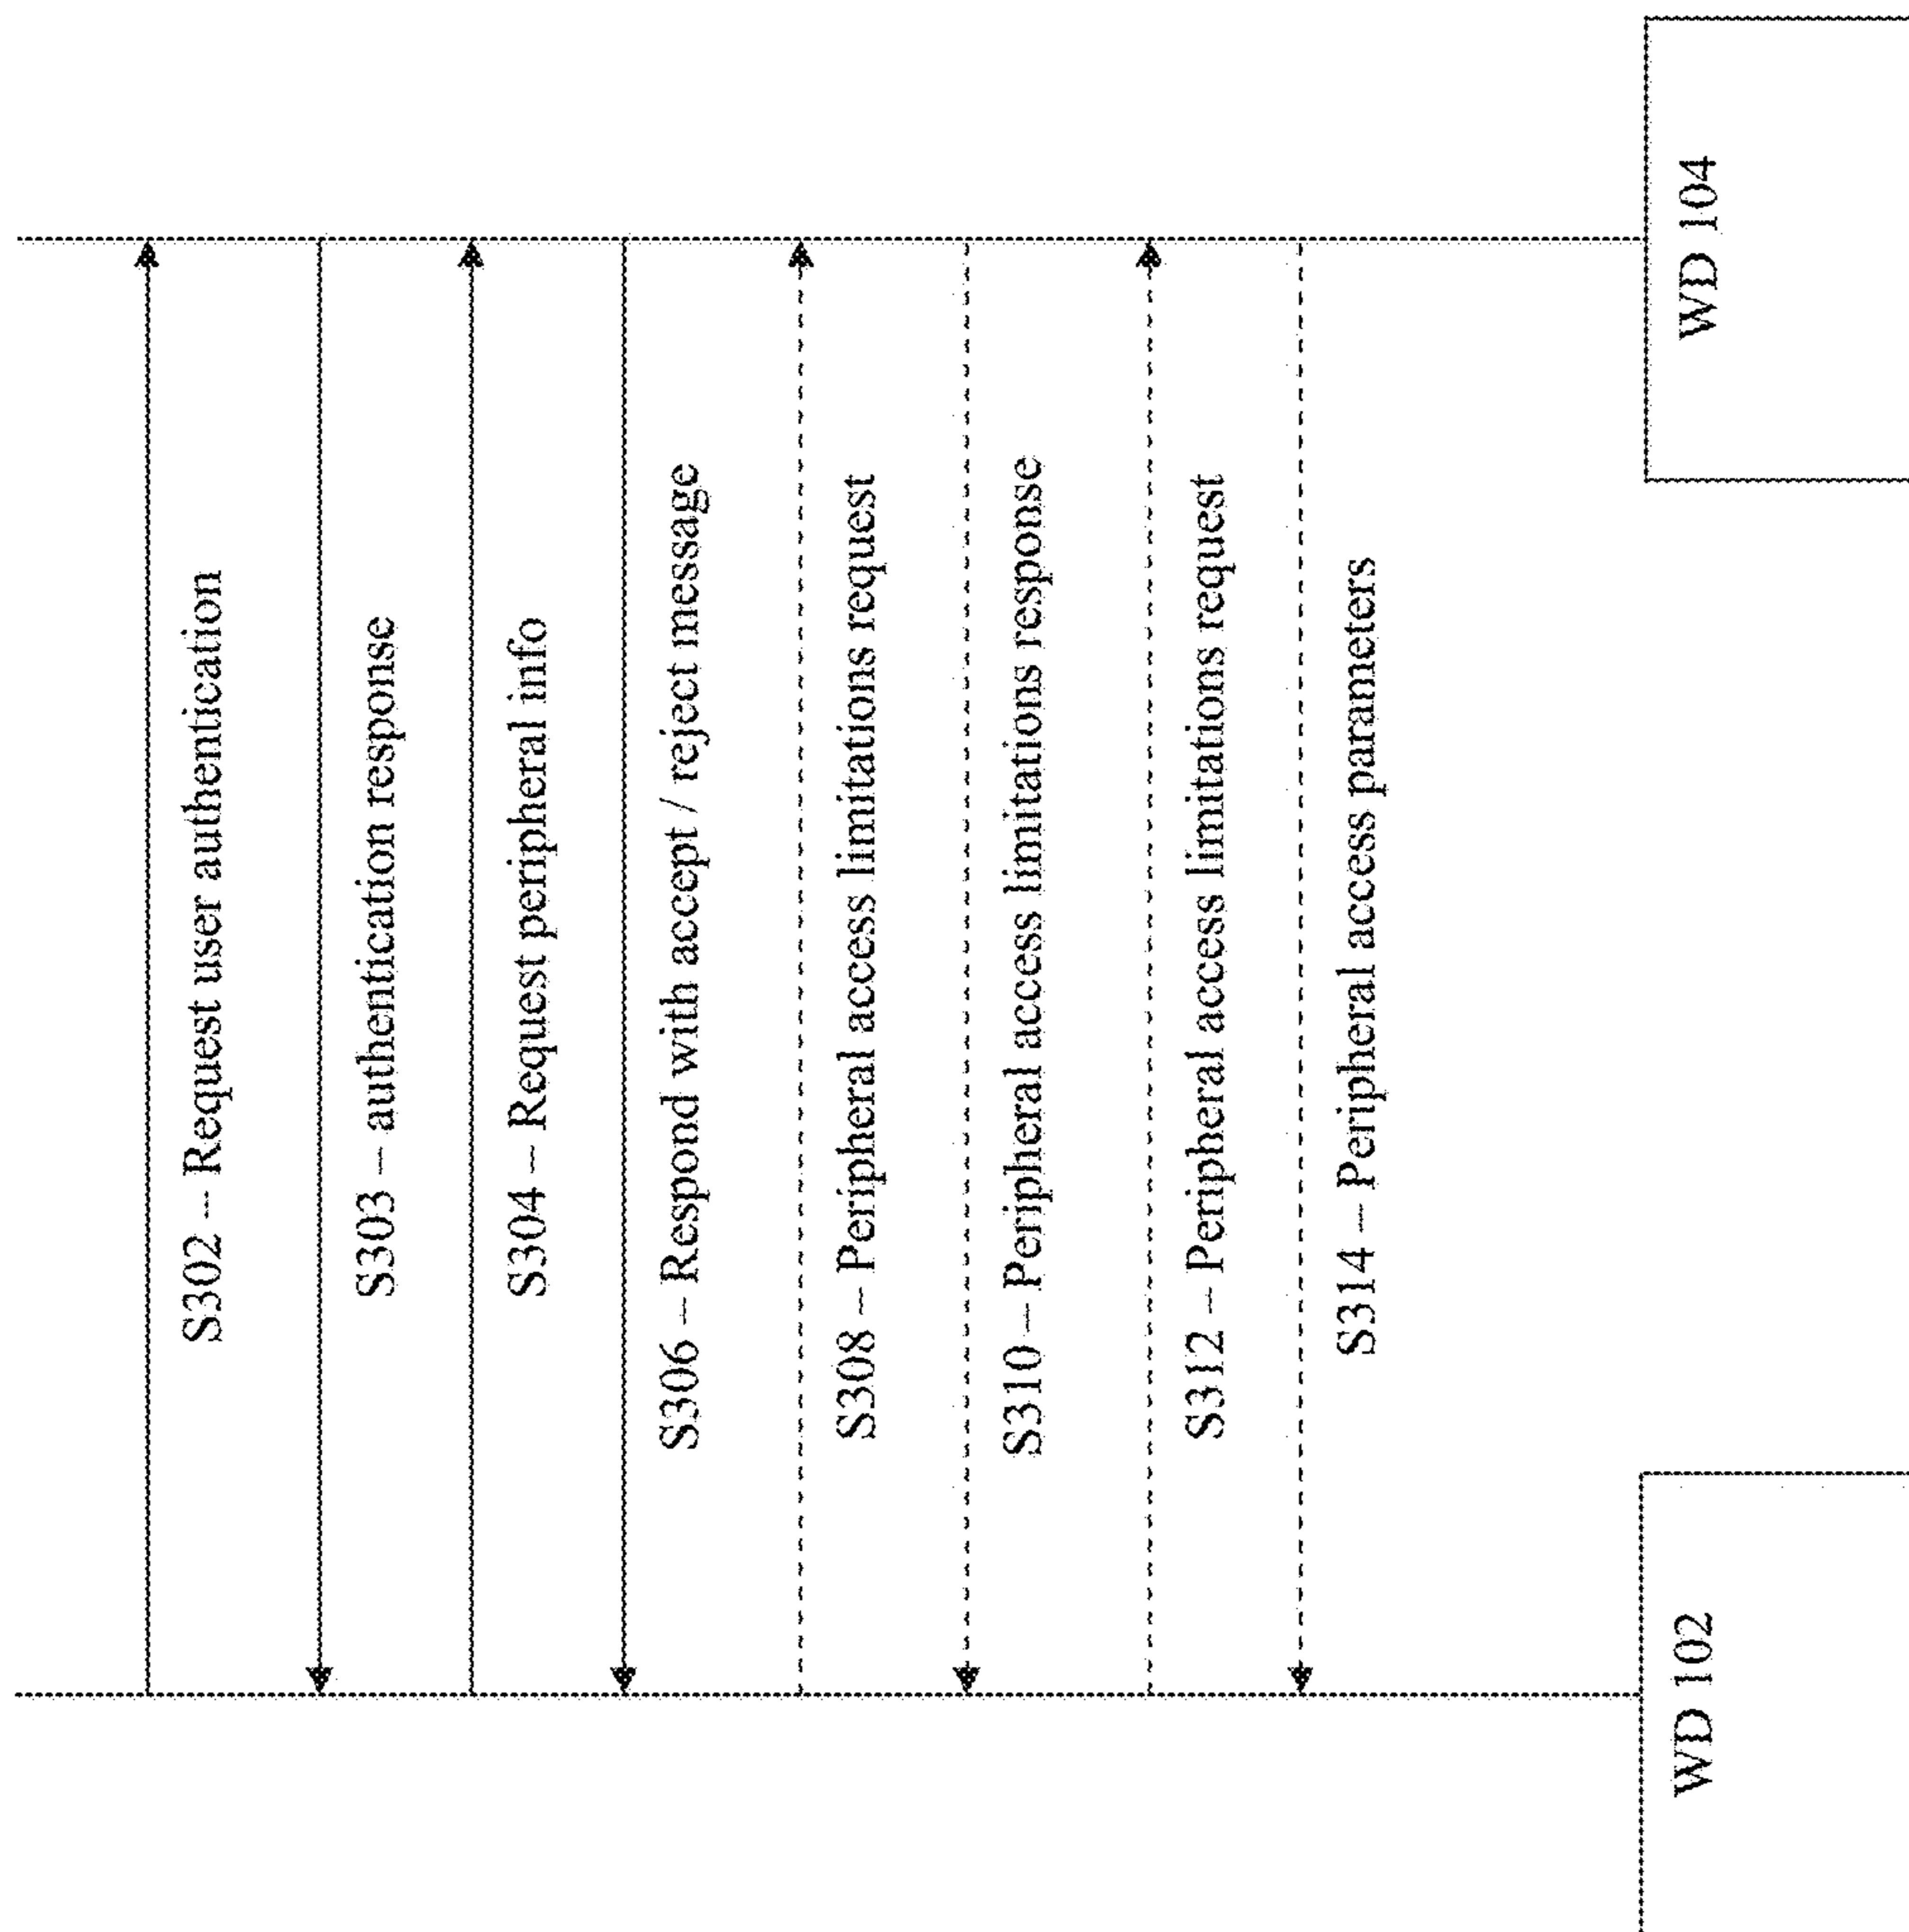 S302 – Request user authentication
S303 – authentication response
S304 – Request peripheral info
S306 – Respond with accept / reject message
S308 – Peripheral access limitations request
S310 – Peripheral access limitations response
S312 – Peripheral access limitations request
S314 – Peripheral access parameters
WD 102
WD 104